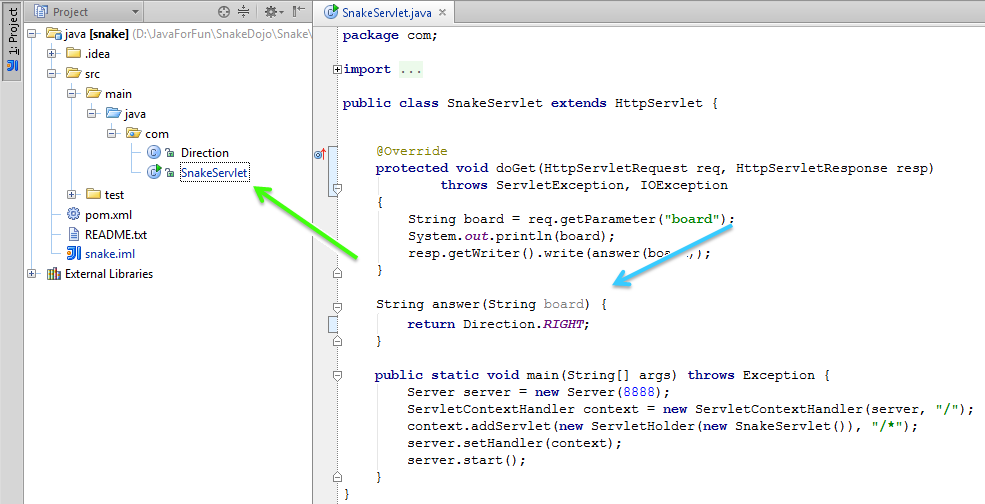 1: Project
Project
java [snake] (D:\JavaForFun\SnakeDojo\Snake\
.idea
src
main
java
com
Direction
SnakeServlet
test
pom.xml
README.txt
snake.iml
External Libraries
SnakeServlet.java
package com;
import ...
public class SnakeServlet extends HttpServlet {
@Override
protected void doGet(HttpServletRequest req, HttpServletResponse resp)
throws ServletException, IOException
{
String board = req.getParameter("board");
System.out.println(board);
resp.getWriter().write(answer(board));
}
String answer(String board) {
return Direction.RIGHT;
}
public static void main(String[] args) throws Exception {
Server server = new Server(8888);
ServletContextHandler context = new ServletContextHandler(server, "/");
context.addServlet(new ServletHolder(new SnakeServlet()), "/*");
server.setHandler(context);
server.start();
}
}